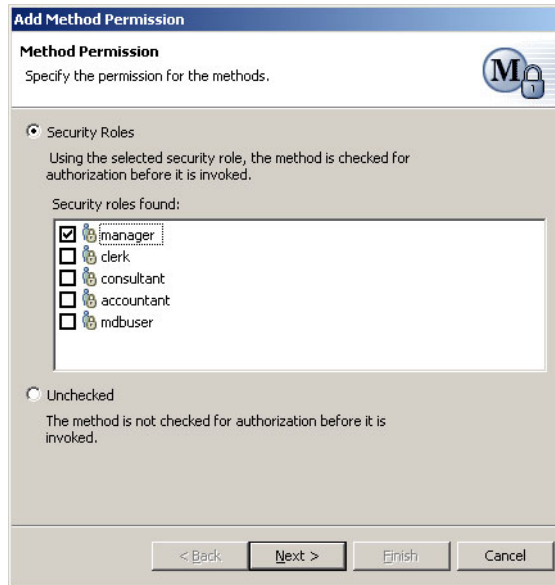 Add Method Permission
Method Permission
Specify the permission for the methods.
M
1
Security Roles
Using the selected security role, the method is checked for
authorization before it is invoked.
Security roles found:
manager
clerk
consultant
accountant
mdbuser
Unchecked
The method is not checked for authorization before it is
invoked.
< Back
Next >
Finish
Cancel